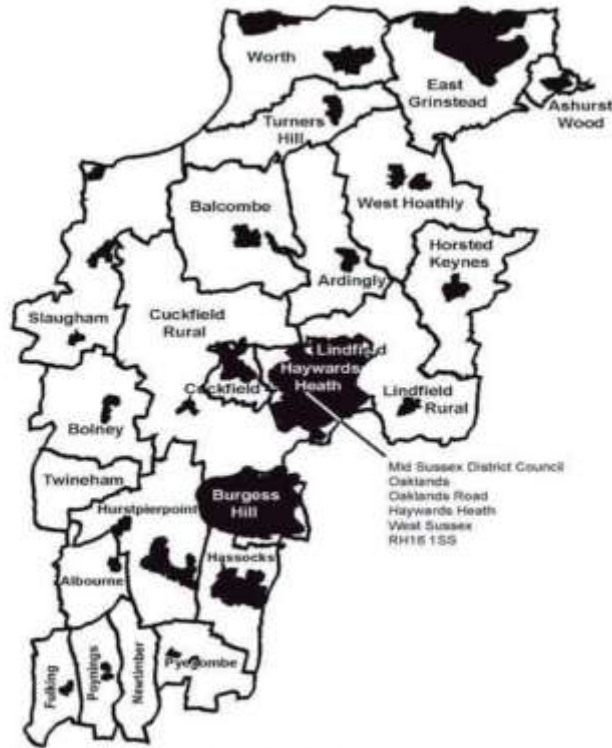 Worth
East
Grinstead
Ashurst
Wood
Turners
Hill
West Hoathly
Balcombe
Horsted
Keynes
Ardingly
Slaugham
Cuckfield
Rural
Lindfield
Haywards
Heath
Cuckfield
Lindfield
Rural
Bolney
Mid Sussex District Council
Oaklands
Oaklands Road
Haywards Heath
West Sussex
RH16 1SS
Twineham
Burgess
Hill
Hurstpierpoint
Hassocks
Albourne
Pyecombe
Fulking
Poynings
Newtimber